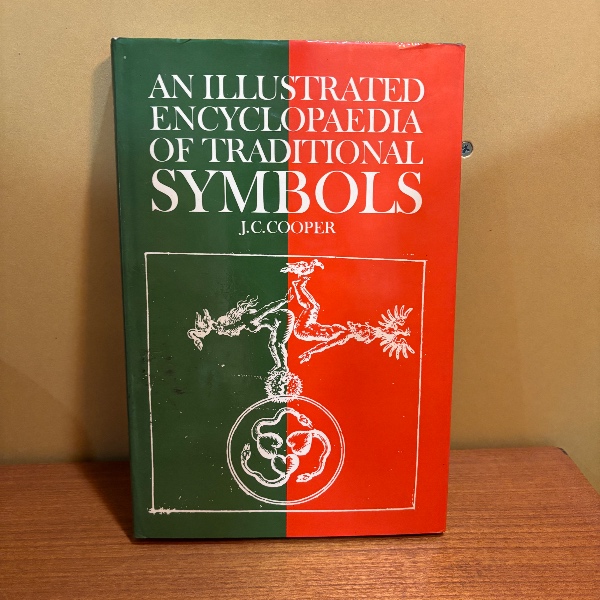 AN ILLUSTRATED
ENCYCLOPAEDIA
OF TRADITIONAL
SYMBOLS
J.C.COOPER